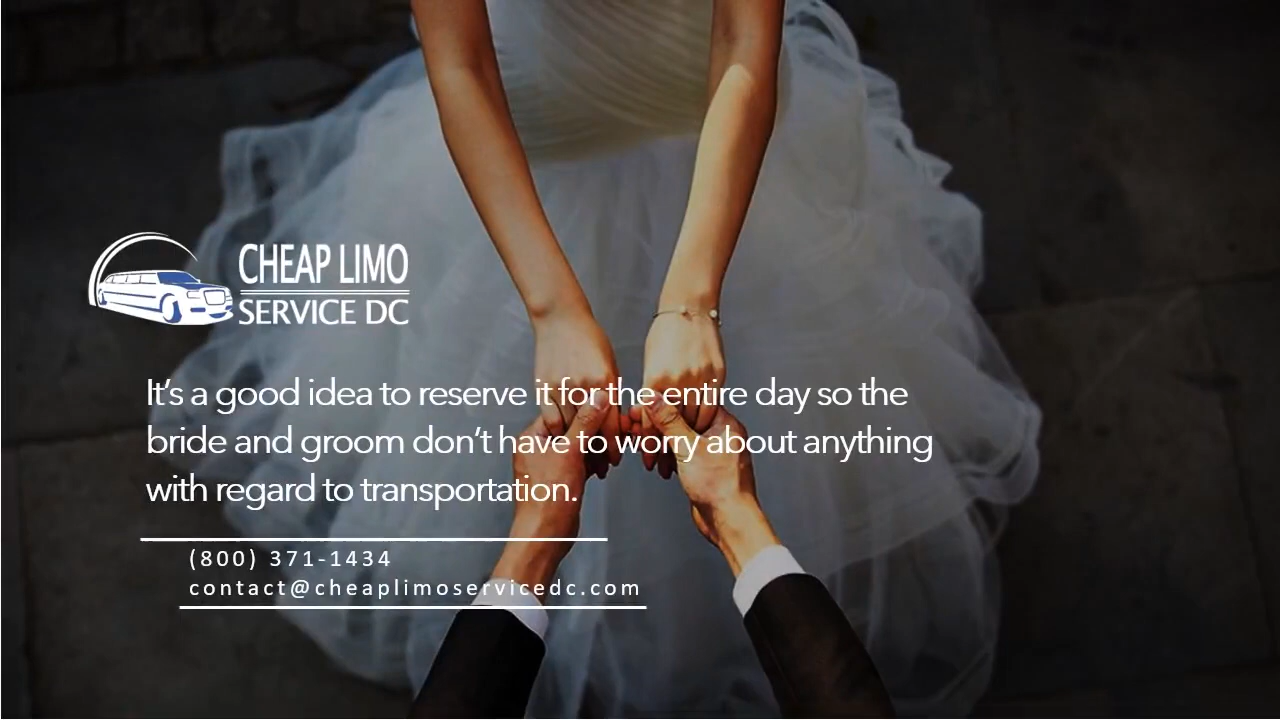 CHEAP LIMO
SERVICE DC
It's a good idea to reserve it for the entire day so the
bride and groom don't have to worry about anything
with regard to transportation.
(800) 371-1434
contact@cheaplimoservicedc.com